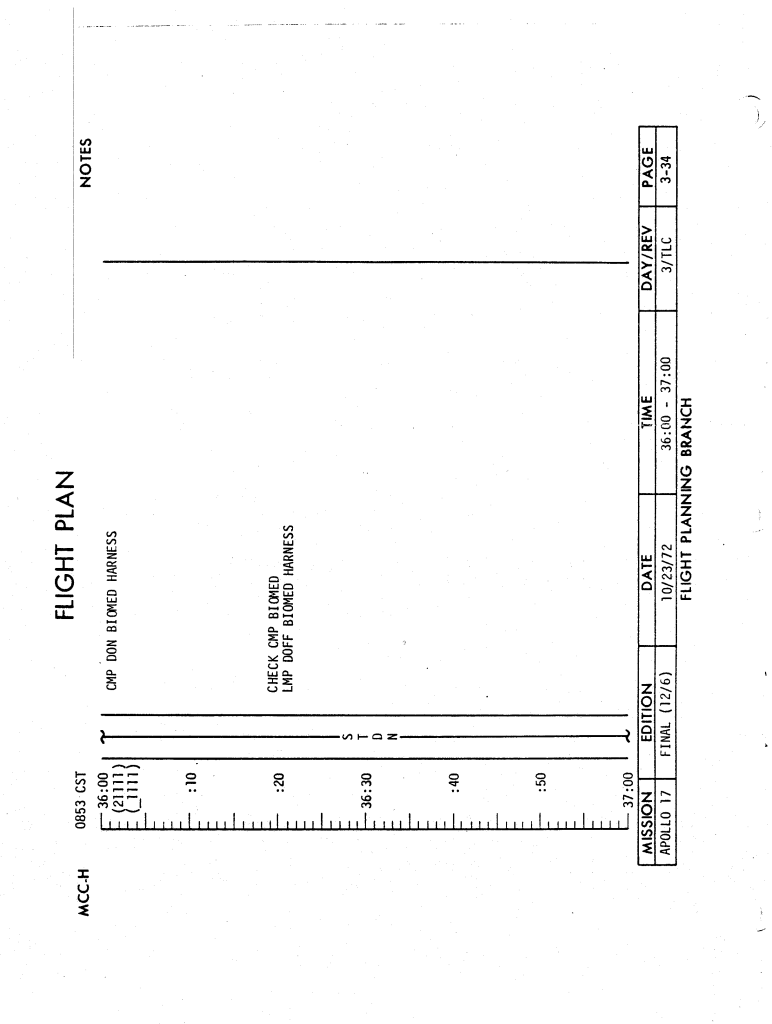 FLIGHT PLAN
MCC-H
0853 CST
NOTES
36:00
(21111)
(_1111)
CMP DON BIOMED HARNESS
:10
:20
CHECK CMP BIOMED
LMP DOFF BIOMED HARNESS
36:30
STDN
:40
:50
37:00
MISSION EDITION DATE TIME DAY/REV PAGE
APOLLO 17 FINAL (12/6) 10/23/72 36:00 - 37:00 3/TLC 3-34
FLIGHT PLANNING BRANCH